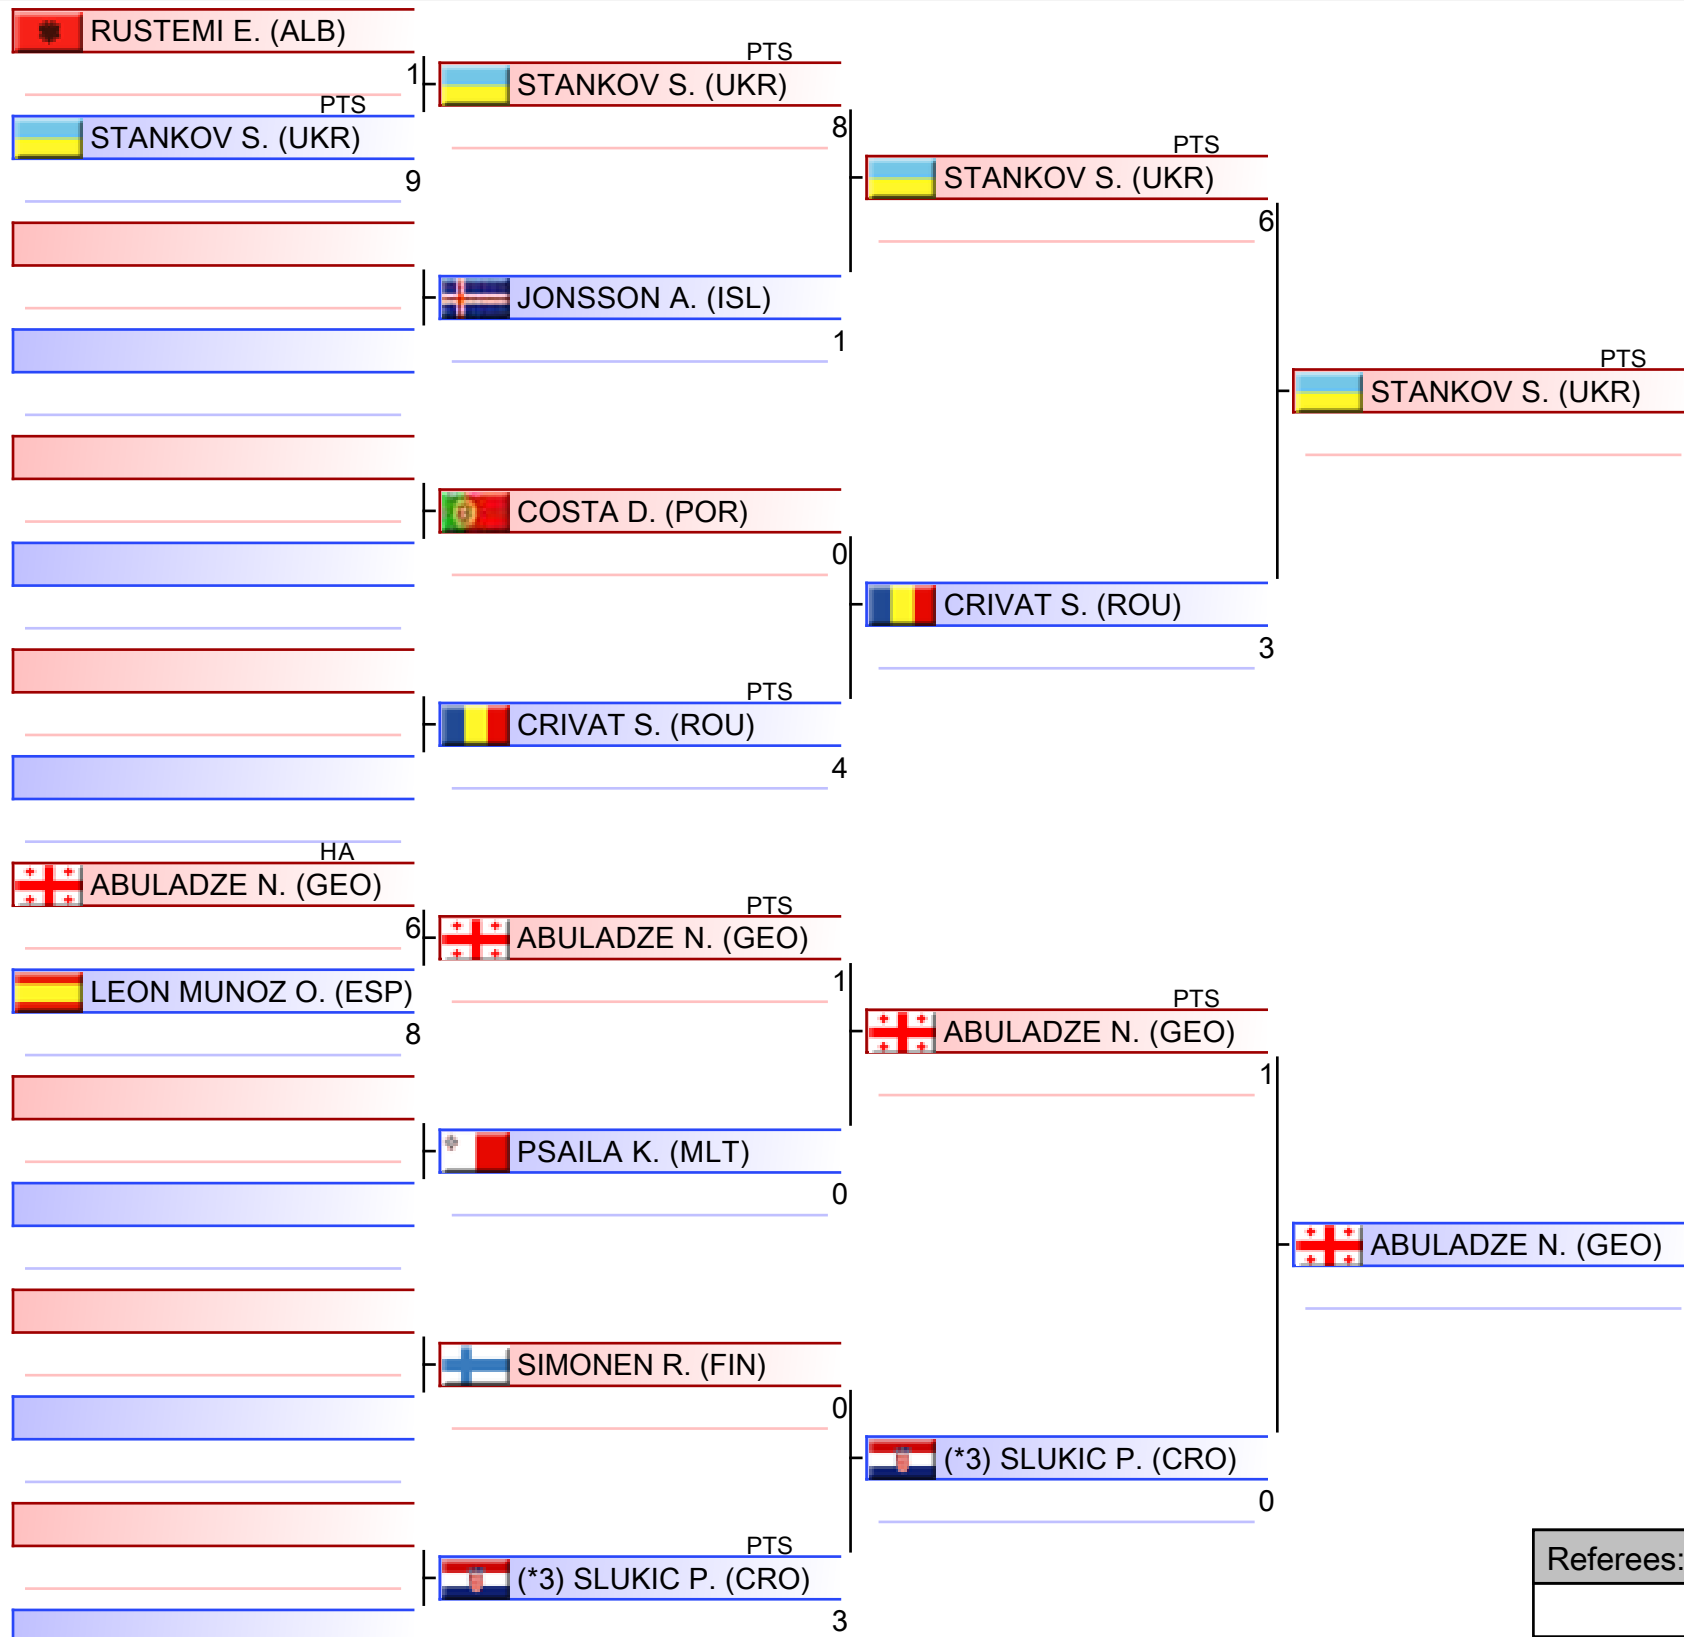 RUSTEMI E. (ALB)
1
PTS
STANKOV S. (UKR)
9
PTS
STANKOV S. (UKR)
8
JONSSON A. (ISL)
1
PTS
STANKOV S. (UKR)
6
PTS
STANKOV S. (UKR)
COSTA D. (POR)
0
CRIVAT S. (ROU)
3
PTS
CRIVAT S. (ROU)
4
HA
ABULADZE N. (GEO)
6
LEON MUNOZ O. (ESP)
8
PTS
ABULADZE N. (GEO)
1
PSAILA K. (MLT)
0
PTS
ABULADZE N. (GEO)
1
ABULADZE N. (GEO)
SIMONEN R. (FIN)
0
(*3) SLUKIC P. (CRO)
0
PTS
(*3) SLUKIC P. (CRO)
3
Referees: